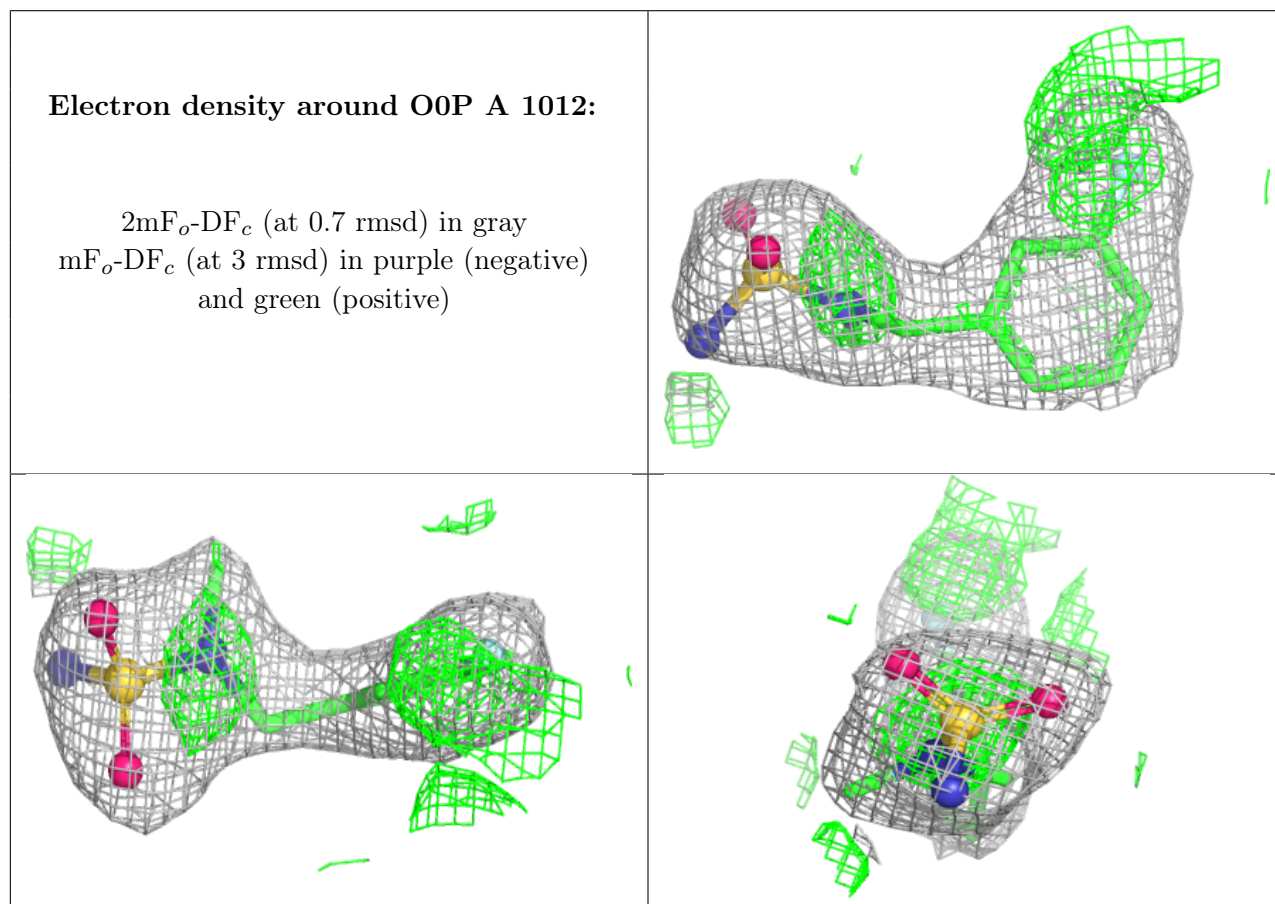 Electron density around O0P A 1012:
2mFo-DFc (at 0.7 rmsd) in gray
mFo-DFc (at 3 rmsd) in purple (negative)
and green (positive)